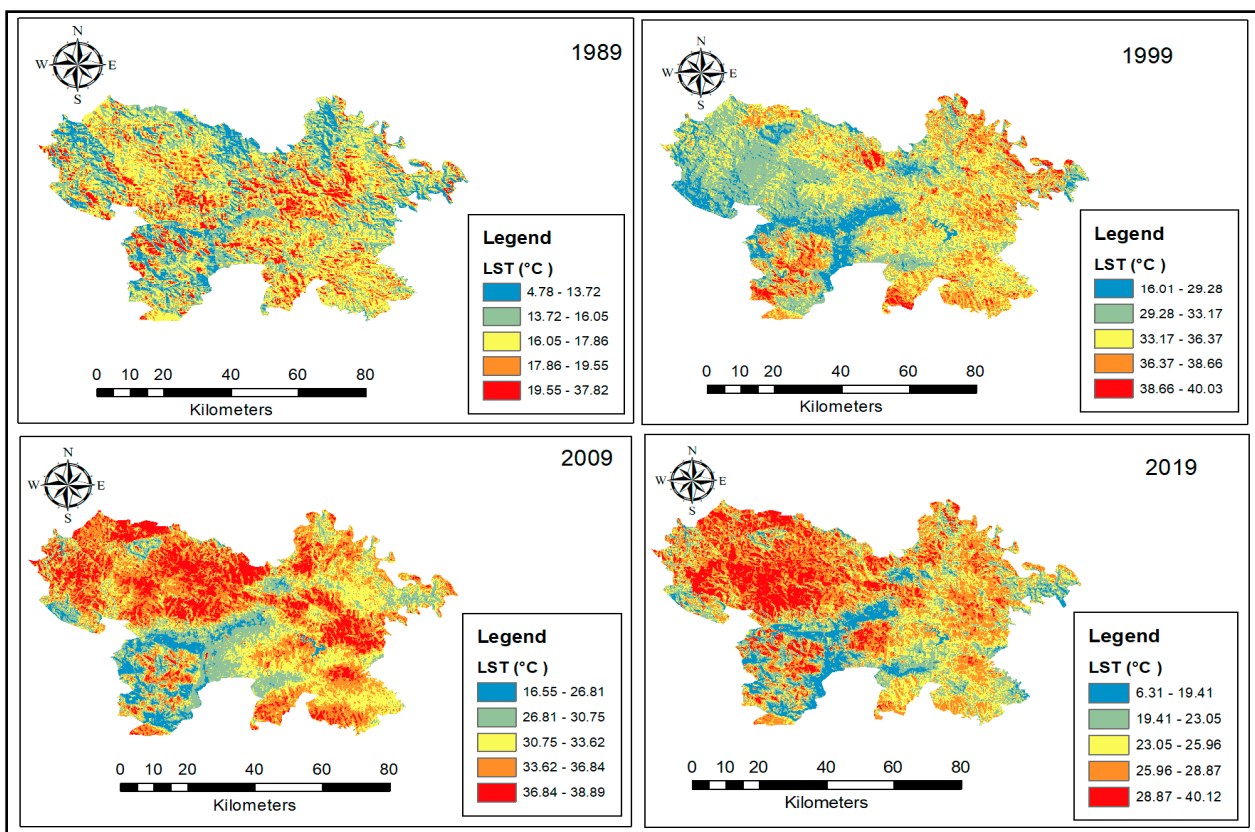 1989
N
W E
S
Legend
LST (°C )
4.78 - 13.72
13.72 - 16.05
16.05 - 17.86
17.86 - 19.55
19.55 - 37.82
0 10 20 40 60 80
Kilometers
1999
N
W E
S
Legend
LST (°C )
16.01 - 29.28
29.28 - 33.17
33.17 - 36.37
36.37 - 38.66
38.66 - 40.03
0 10 20 40 60 80
Kilometers
2009
N
W E
S
Legend
LST (°C )
16.55 - 26.81
26.81 - 30.75
30.75 - 33.62
33.62 - 36.84
36.84 - 38.89
0 10 20 40 60 80
Kilometers
2019
N
W E
S
Legend
LST (°C )
6.31 - 19.41
19.41 - 23.05
23.05 - 25.96
25.96 - 28.87
28.87 - 40.12
0 10 20 40 60 80
Kilometers